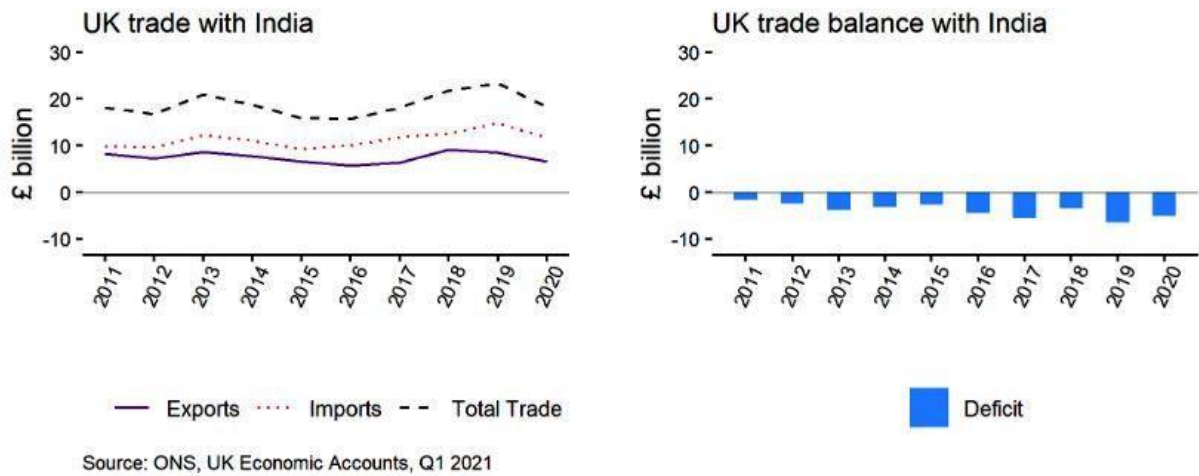 UK trade with India
30
20
10
0
-10
£ billion
2011 2012 2013 2014 2015 2016 2017 2018 2019 2020
Exports Imports Total Trade
UK trade balance with India
30
20
10
0
-10
£ billion
2011 2012 2013 2014 2015 2016 2017 2018 2019 2020
Deficit
Source: ONS, UK Economic Accounts, Q1 2021